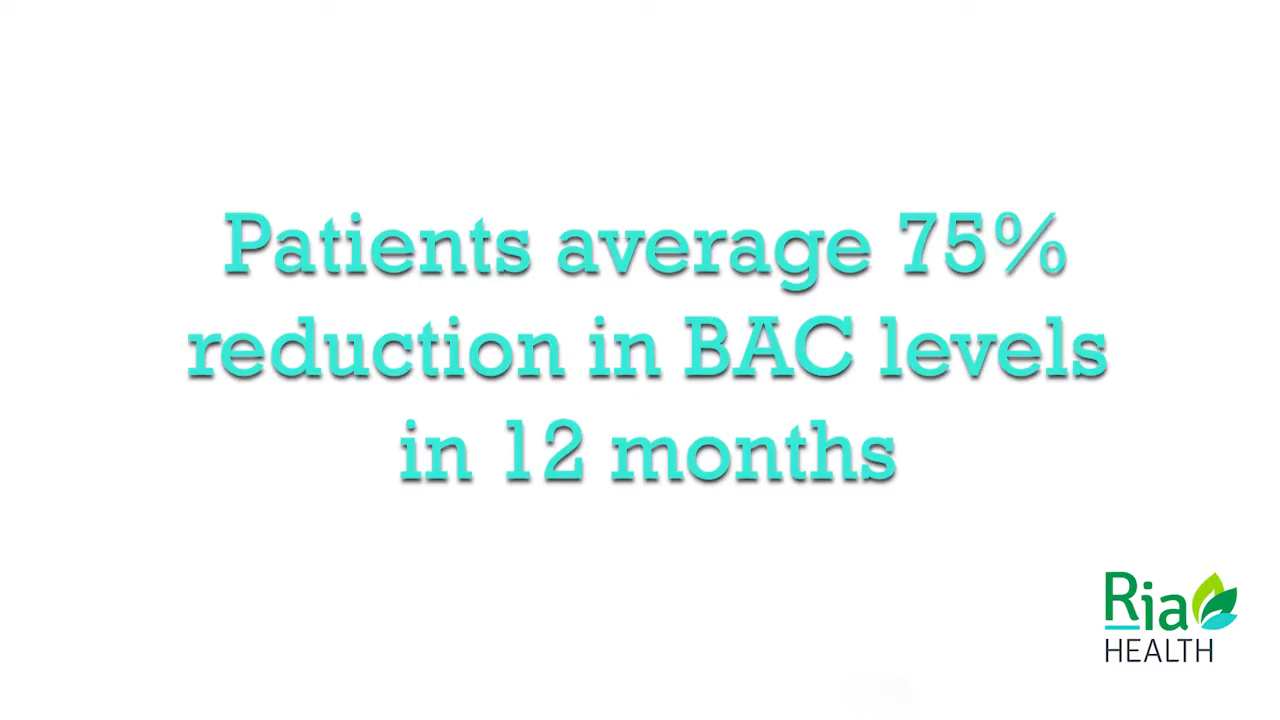 Patients average 75%
reduction in BAC levels
in 12 months
Ria
HEALTH